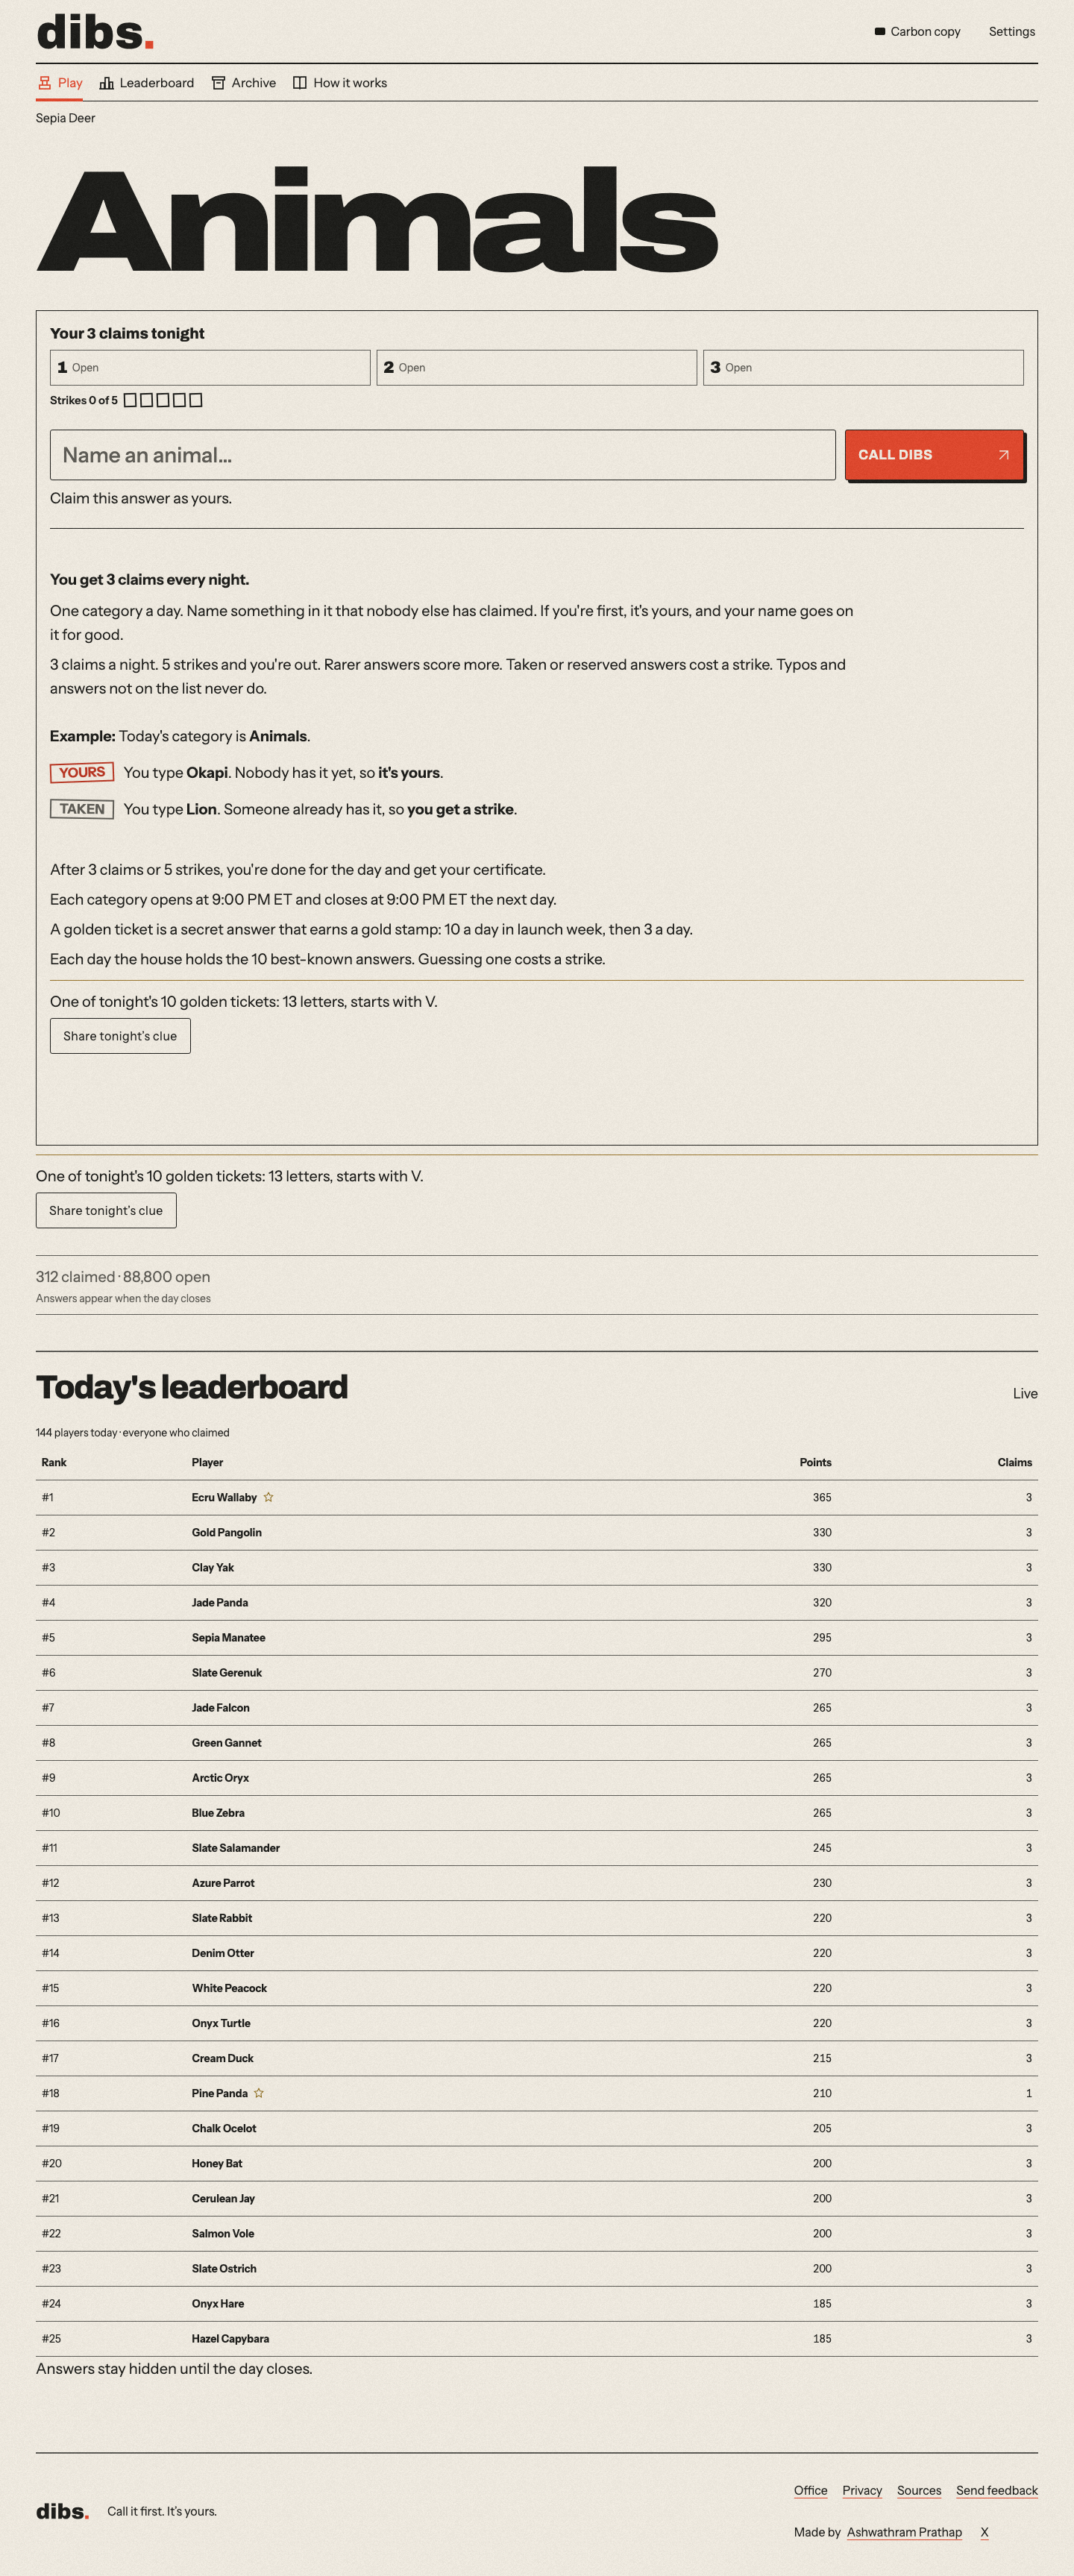 dibs.
Carbon copy
Settings
Play
Leaderboard
Archive
How it works
Sepia Deer
Animals
Your 3 claims tonight
1 Open
2 Open
3 Open
Strikes 0 of 5
Name an animal...
CALL DIBS
Claim this answer as yours.
You get 3 claims every night.
One category a day. Name something in it that nobody else has claimed. If you're first, it's yours, and your name goes on
it for good.
3 claims a night. 5 strikes and you're out. Rarer answers score more. Taken or reserved answers cost a strike. Typos and
answers not on the list never do.
Example: Today's category is Animals.
YOURS You type Okapi. Nobody has it yet, so it's yours.
TAKEN You type Lion. Someone already has it, so you get a strike.
After 3 claims or 5 strikes, you're done for the day and get your certificate.
Each category opens at 9:00 PM ET and closes at 9:00 PM ET the next day.
A golden ticket is a secret answer that earns a gold stamp: 10 a day in launch week, then 3 a day.
Each day the house holds the 10 best-known answers. Guessing one costs a strike.
One of tonight's 10 golden tickets: 13 letters, starts with V.
Share tonight's clue
One of tonight's 10 golden tickets: 13 letters, starts with V.
Share tonight's clue
312 claimed · 88,800 open
Answers appear when the day closes
Today's leaderboard
Live
144 players today · everyone who claimed
Rank Player Points Claims
#1 Ecru Wallaby 365 3
#2 Gold Pangolin 330 3
#3 Clay Yak 330 3
#4 Jade Panda 320 3
#5 Sepia Manatee 295 3
#6 Slate Gerenuk 270 3
#7 Jade Falcon 265 3
#8 Green Gannet 265 3
#9 Arctic Oryx 265 3
#10 Blue Zebra 265 3
#11 Slate Salamander 245 3
#12 Azure Parrot 230 3
#13 Slate Rabbit 220 3
#14 Denim Otter 220 3
#15 White Peacock 220 3
#16 Onyx Turtle 220 3
#17 Cream Duck 215 3
#18 Pine Panda 210 1
#19 Chalk Ocelot 205 3
#20 Honey Bat 200 3
#21 Cerulean Jay 200 3
#22 Salmon Vole 200 3
#23 Slate Ostrich 200 3
#24 Onyx Hare 185 3
#25 Hazel Capybara 185 3
Answers stay hidden until the day closes.
Office Privacy Sources Send feedback
dibs. Call it first. It's yours.
Made by Ashwathram Prathap X